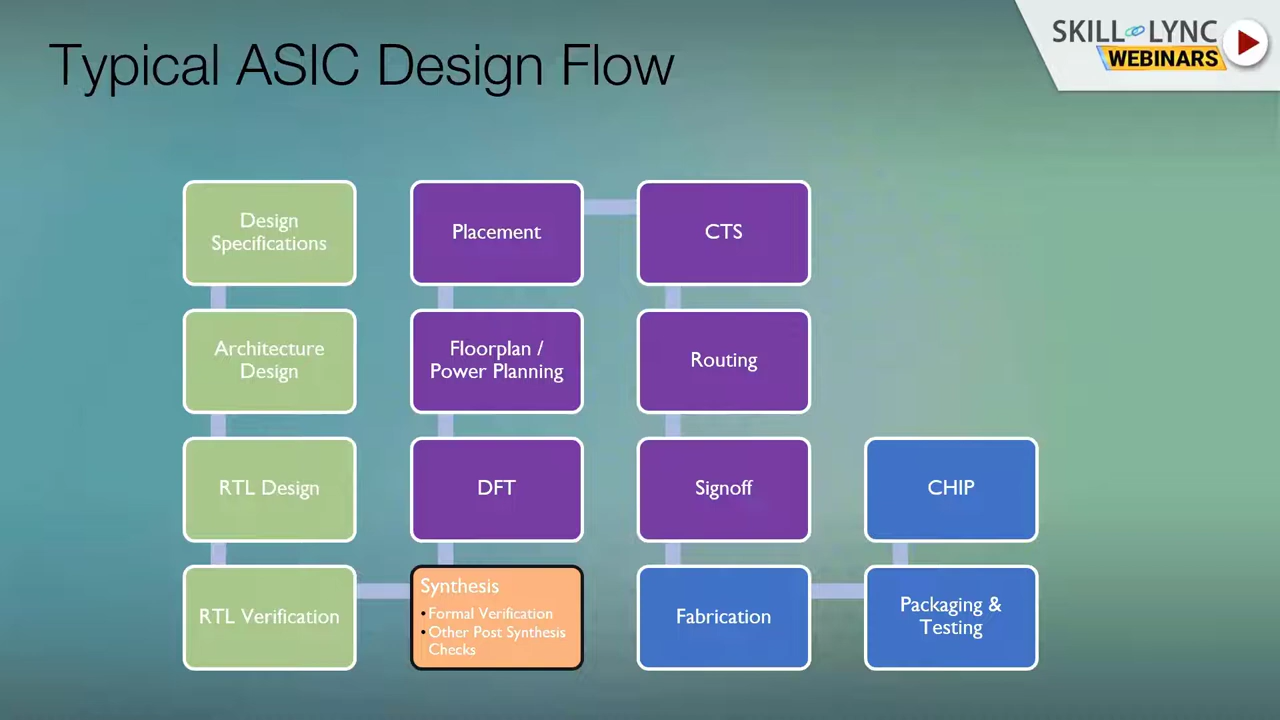 Typical ASIC Design Flow
SKILL LYNC
WEBINARS
Design
Specifications
Placement
CTS
Architecture
Design
Floorplan /
Power Planning
Routing
RTL Design
DFT
Signoff
CHIP
RTL Verification
Synthesis
•Formal Verification
•Other Post Synthesis
Checks
Fabrication
Packaging &
Testing